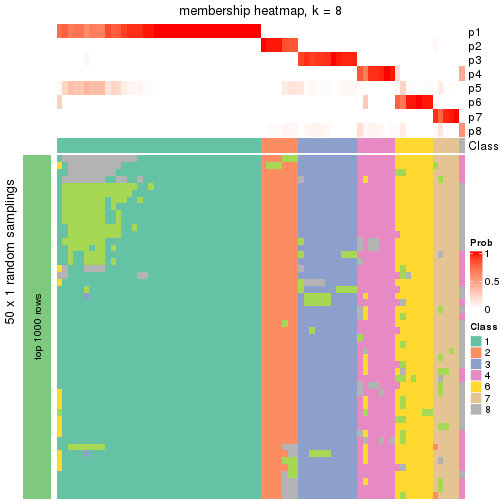 membership heatmap, k = 8
p1
p2
p3
p4
p5
p6
p7
p8
Class
50 x 1 random samplings
top 1000 rows
Prob
1
0.5
0
Class
1
2
3
4
6
7
8